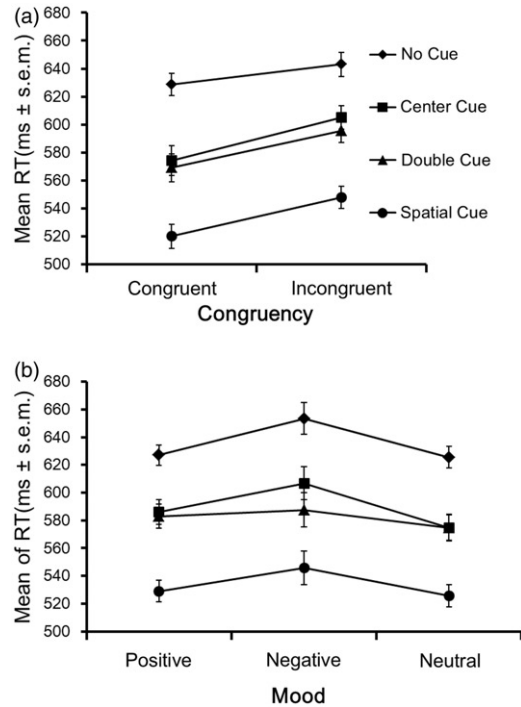 (a)
680
660
640
620
600
580
560
540
520
500
Mean RT(ms ± s.e.m.)
No Cue
Center Cue
Double Cue
Spatial Cue
Congruent Incongruent
Congruency
(b)
680
660
640
620
600
580
560
540
520
500
Mean of RT(ms ± s.e.m.)
Positive Negative Neutral
Mood